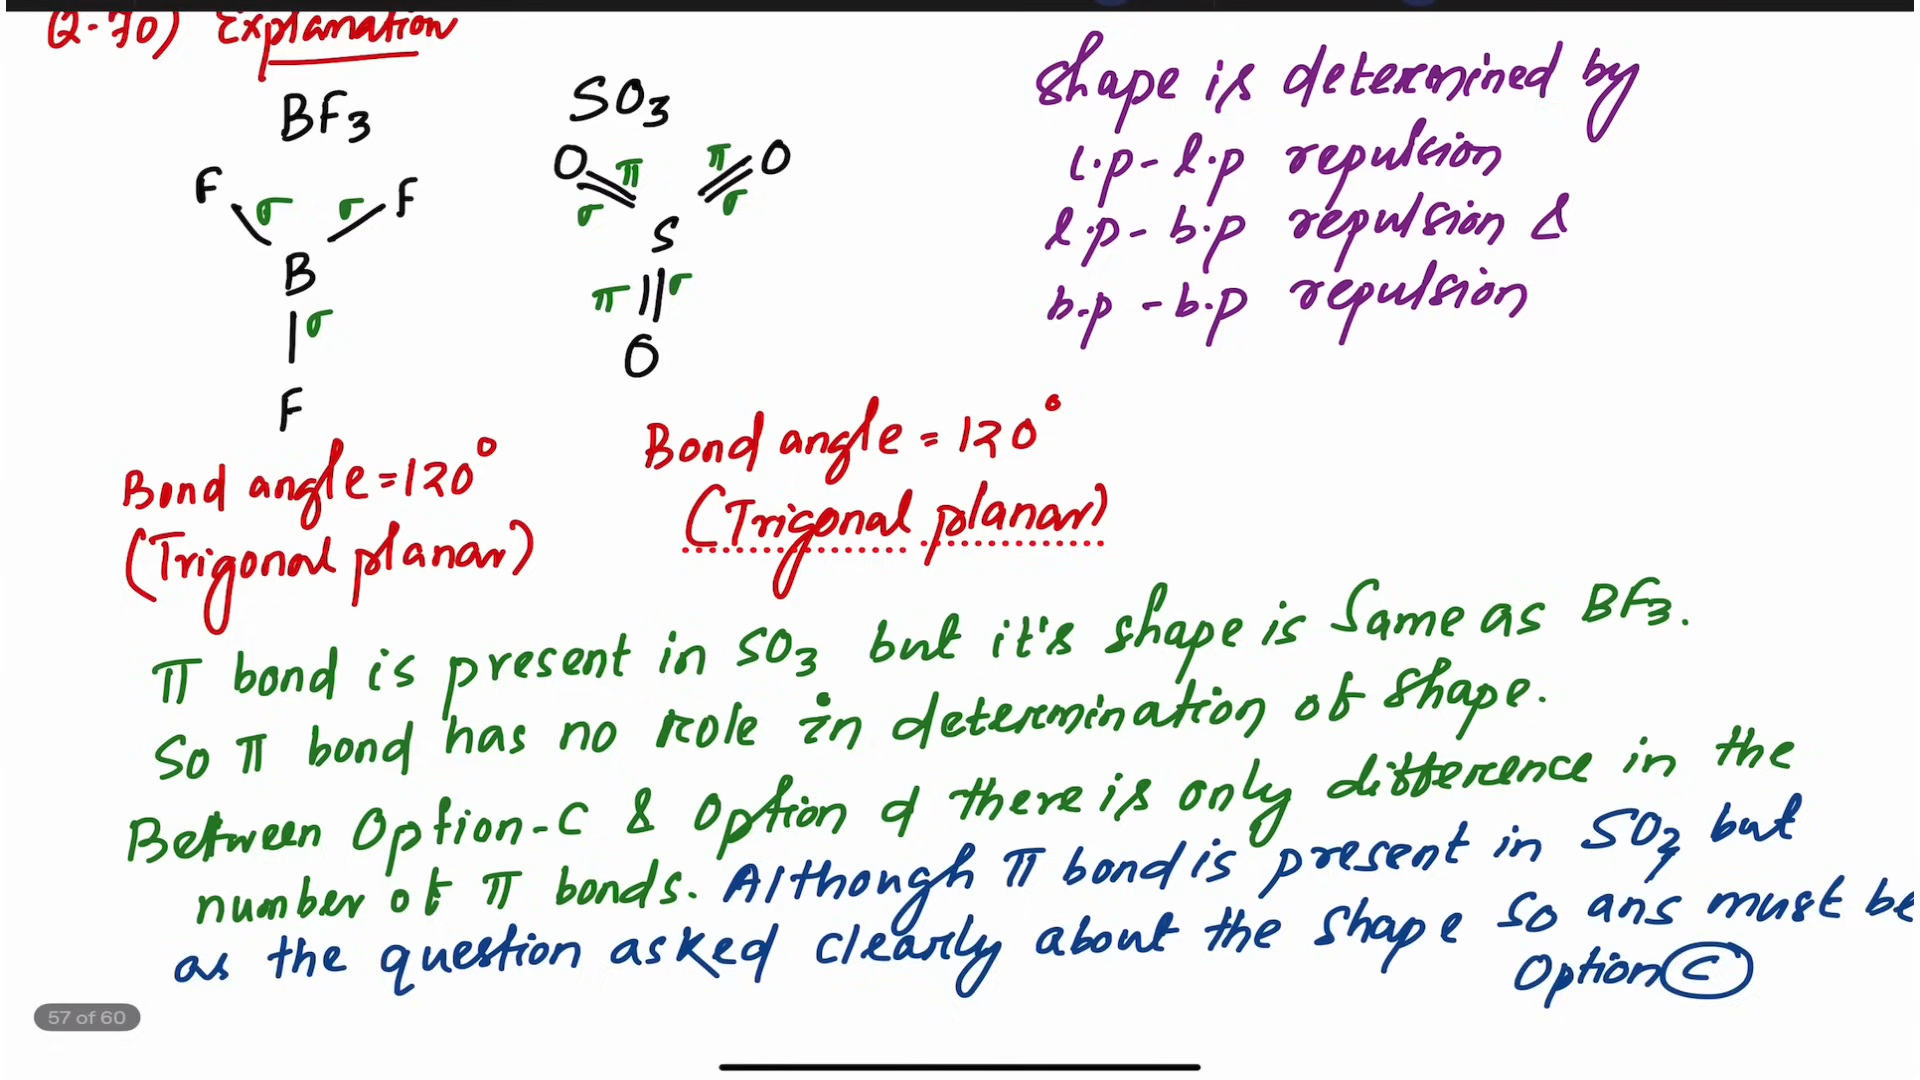 Q-70) Explanation
BF3
F σ σ F
B
σ
F
Bond angle = 120°
(Trigonal planar)
SO3
O π π O
σ σ
S
π σ
O
Bond angle = 120°
(Trigonal planar)
shape is determined by
l.p - l.p repulsion
l.p - b.p repulsion &
b.p - b.p repulsion
π bond is present in SO3 but it's shape is Same as BF3.
So π bond has no role in determination of shape.
Between Option-C & Option d there is only difference in the
number of π bonds. Although π bond is present in SO2 but
as the question asked clearly about the shape so ans must be
Option C
57 of 60